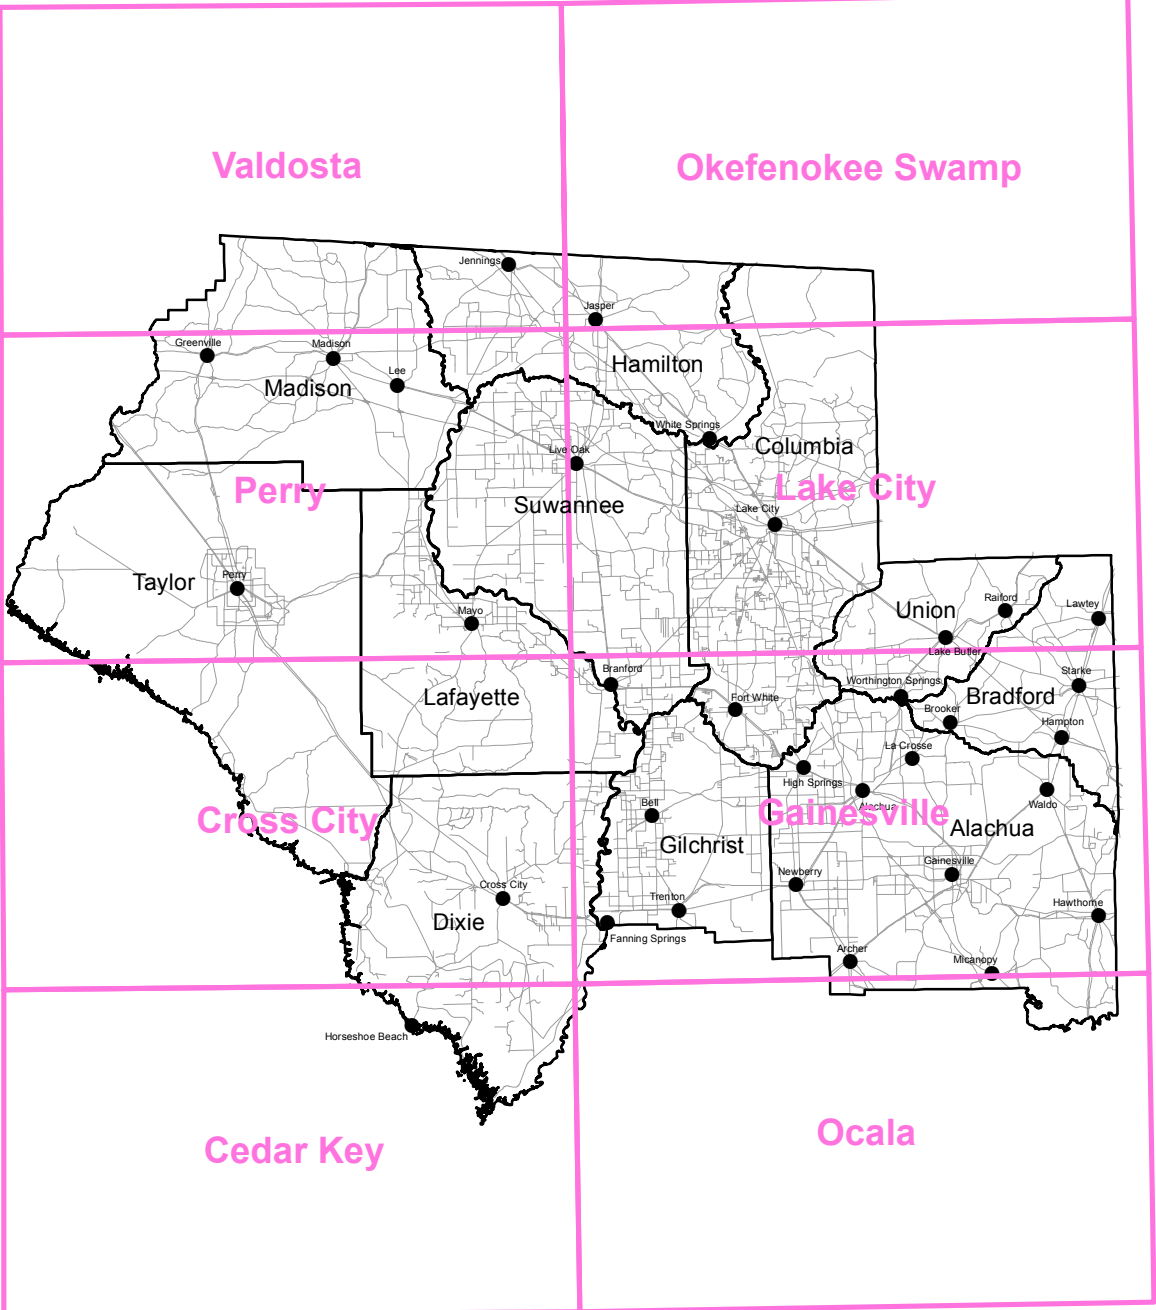 Valdosta
Okefenokee Swamp
Jennings
Jasper
Greenville
Madison
Lee
Madison
Hamilton
White Springs
Columbia
Live Oak
Perry
Lake City
Suwannee
Lake City
Taylor
Perry
Mayo
Union
Raiford
Lawtey
Lake Butler
Branford
Lafayette
Fort White
Worthington Springs
Bradford
Starke
Brooker
Hampton
La Crosse
High Springs
Bell
Alachua
Waldo
Cross City
Gainesville
Alachua
Gilchrist
Gainesville
Newberry
Cross City
Trenton
Hawthorne
Dixie
Fanning Springs
Archer
Micanopy
Horseshoe Beach
Cedar Key
Ocala